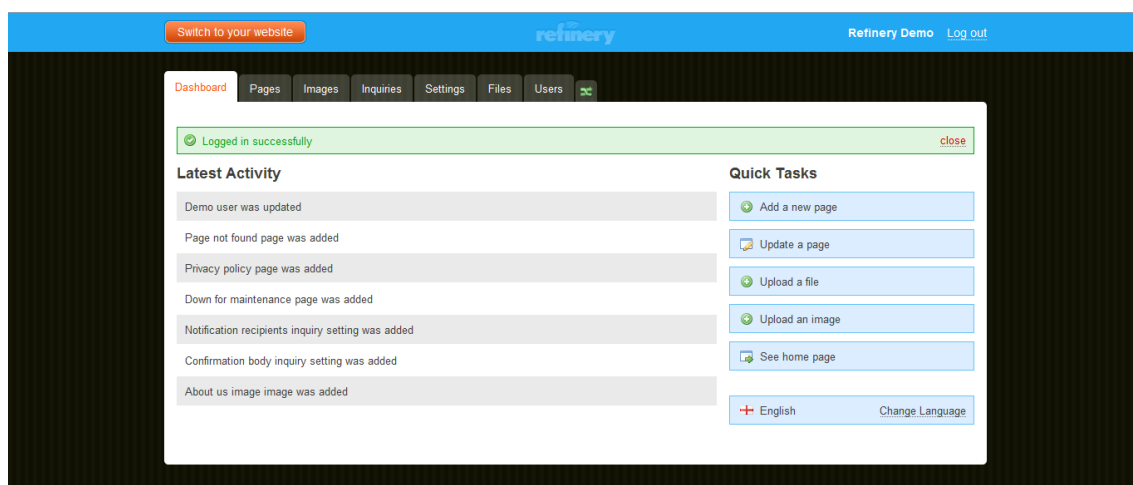 Switch to your website
refinery
Refinery Demo Log out
Dashboard Pages Images Inquiries Settings Files Users
Logged in successfully close
Latest Activity
Demo user was updated
Page not found page was added
Privacy policy page was added
Down for maintenance page was added
Notification recipients inquiry setting was added
Confirmation body inquiry setting was added
About us image image was added
Quick Tasks
Add a new page
Update a page
Upload a file
Upload an image
See home page
English Change Language